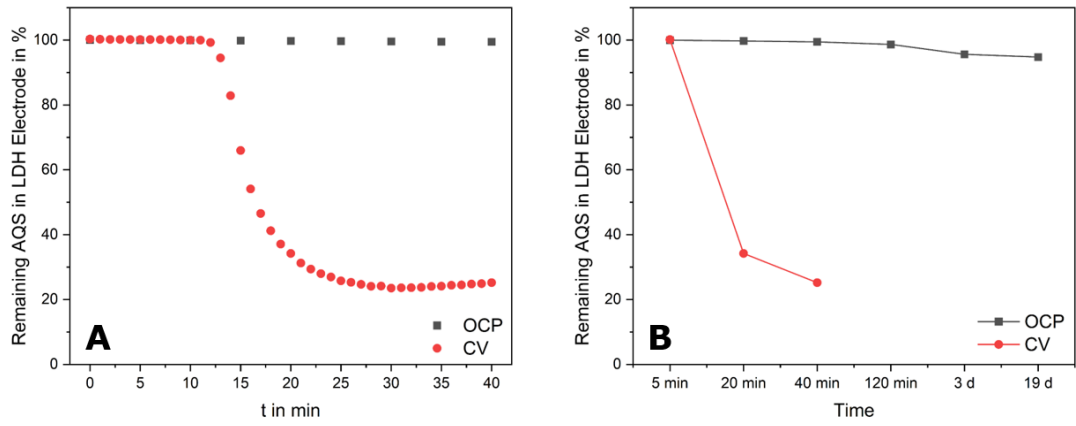 Remaining AQS in LDH Electrode in %
100
80
60
40
20
0
A
OCP
CV
0 5 10 15 20 25 30 35 40
t in min
Remaining AQS in LDH Electrode in %
100
80
60
40
20
0
B
OCP
CV
5 min 20 min 40 min 120 min 3 d 19 d
Time